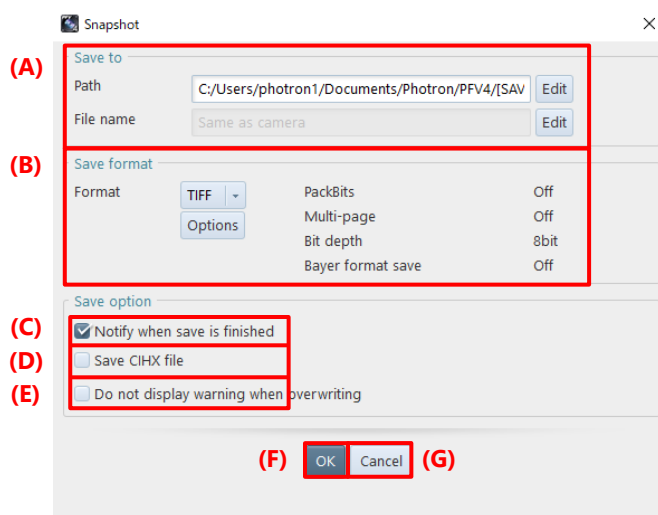 Snapshot
(A)
Save to
Path C:/Users/photron1/Documents/Photron/PFV4/[SAV Edit
File name Same as camera Edit
(B)
Save format
Format TIFF PackBits Off
Options Multi-page Off
Bit depth 8bit
Bayer format save Off
Save option
(C) Notify when save is finished
(D) Save CIHX file
(E) Do not display warning when overwriting
(F) OK Cancel (G)